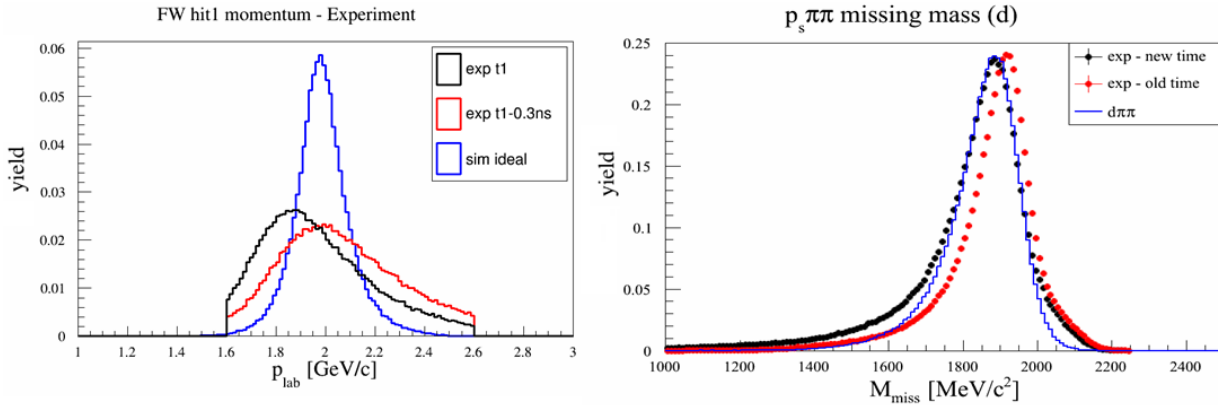 FW hit1 momentum - Experiment
yield
0.06
0.05
0.04
0.03
0.02
0.01
0
exp t1
exp t1-0.3ns
sim ideal
1 1.2 1.4 1.6 1.8 2 2.2 2.4 2.6 2.8 3
p_lab [GeV/c]
p_sππ missing mass (d)
yield
0.25
0.2
0.15
0.1
0.05
0
exp - new time
exp - old time
dππ
1000 1200 1400 1600 1800 2000 2200 2400
M_miss [MeV/c²]